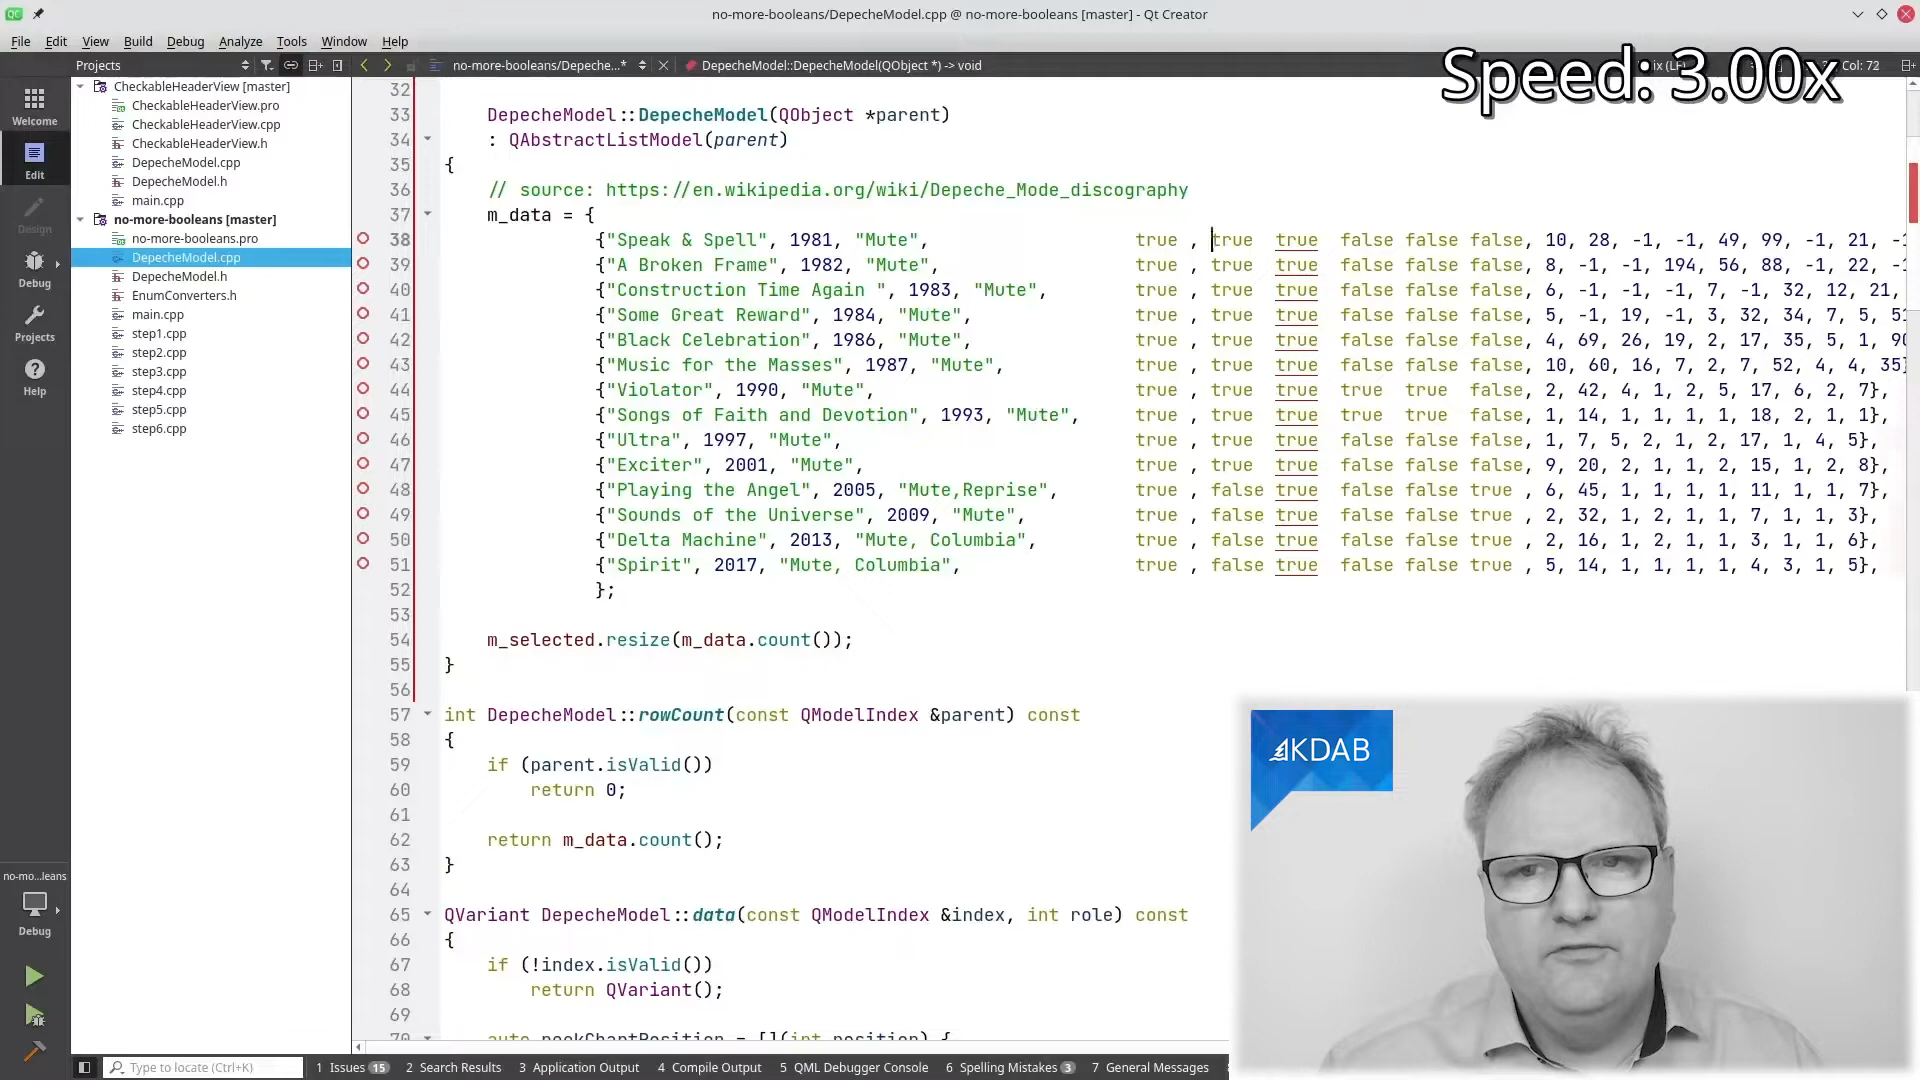 no-more-booleans/DepecheModel.cpp @ no-more-booleans [master] - Qt Creator
File Edit View Build Debug Analyze Tools Window Help
Speed: 3.00x
Projects
no-more-booleans/Depeche...*
DepecheModel::DepecheModel(QObject *) -> void
Col: 72
Welcome
Edit
Design
Debug
Projects
Help
CheckableHeaderView [master]
CheckableHeaderView.pro
CheckableHeaderView.cpp
CheckableHeaderView.h
DepecheModel.cpp
DepecheModel.h
main.cpp
no-more-booleans [master]
no-more-booleans.pro
DepecheModel.cpp
DepecheModel.h
EnumConverters.h
main.cpp
step1.cpp
step2.cpp
step3.cpp
step4.cpp
step5.cpp
step6.cpp
32
33 DepecheModel::DepecheModel(QObject *parent)
34 : QAbstractListModel(parent)
35 {
36 // source: https://en.wikipedia.org/wiki/Depeche_Mode_discography
37 m_data = {
38 {"Speak & Spell", 1981, "Mute", true , true true false false false, 10, 28, -1, -1, 49, 99, -1, 21,
39 {"A Broken Frame", 1982, "Mute", true , true true false false false, 8, -1, -1, 194, 56, 88, -1, 22,
40 {"Construction Time Again ", 1983, "Mute", true , true true false false false, 6, -1, -1, -1, 7, -1, 32, 12, 21,
41 {"Some Great Reward", 1984, "Mute", true , true true false false false, 5, -1, 19, -1, 3, 32, 34, 7, 5,
42 {"Black Celebration", 1986, "Mute", true , true true false false false, 4, 69, 26, 19, 2, 17, 35, 5, 1,
43 {"Music for the Masses", 1987, "Mute", true , true true false false false, 10, 60, 16, 7, 2, 7, 52, 4, 4, 35}
44 {"Violator", 1990, "Mute", true , true true true true false, 2, 42, 4, 1, 2, 5, 17, 6, 2, 7},
45 {"Songs of Faith and Devotion", 1993, "Mute", true , true true true true false, 1, 14, 1, 1, 1, 1, 18, 2, 1, 1},
46 {"Ultra", 1997, "Mute", true , true true false false false, 1, 7, 5, 2, 1, 2, 17, 1, 4, 5},
47 {"Exciter", 2001, "Mute", true , true true false false false, 9, 20, 2, 1, 1, 2, 15, 1, 2, 8},
48 {"Playing the Angel", 2005, "Mute,Reprise", true , false true false false true , 6, 45, 1, 1, 1, 1, 11, 1, 1, 7},
49 {"Sounds of the Universe", 2009, "Mute", true , false true false false true , 2, 32, 1, 2, 1, 1, 7, 1, 1, 3},
50 {"Delta Machine", 2013, "Mute, Columbia", true , false true false false true , 2, 16, 1, 2, 1, 1, 3, 1, 1, 6},
51 {"Spirit", 2017, "Mute, Columbia", true , false true false false true , 5, 14, 1, 1, 1, 1, 4, 3, 1, 5},
52 };
53
54 m_selected.resize(m_data.count());
55 }
56
57 int DepecheModel::rowCount(const QModelIndex &parent) const
58 {
59 if (parent.isValid())
60 return 0;
61
62 return m_data.count();
63 }
64
65 QVariant DepecheModel::data(const QModelIndex &index, int role) const
66 {
67 if (!index.isValid())
68 return QVariant();
69
KDAB
no-mo...leans
Debug
Type to locate (Ctrl+K)
1 Issues 15 2 Search Results 3 Application Output 4 Compile Output 5 QML Debugger Console 6 Spelling Mistakes 3 7 General Messages